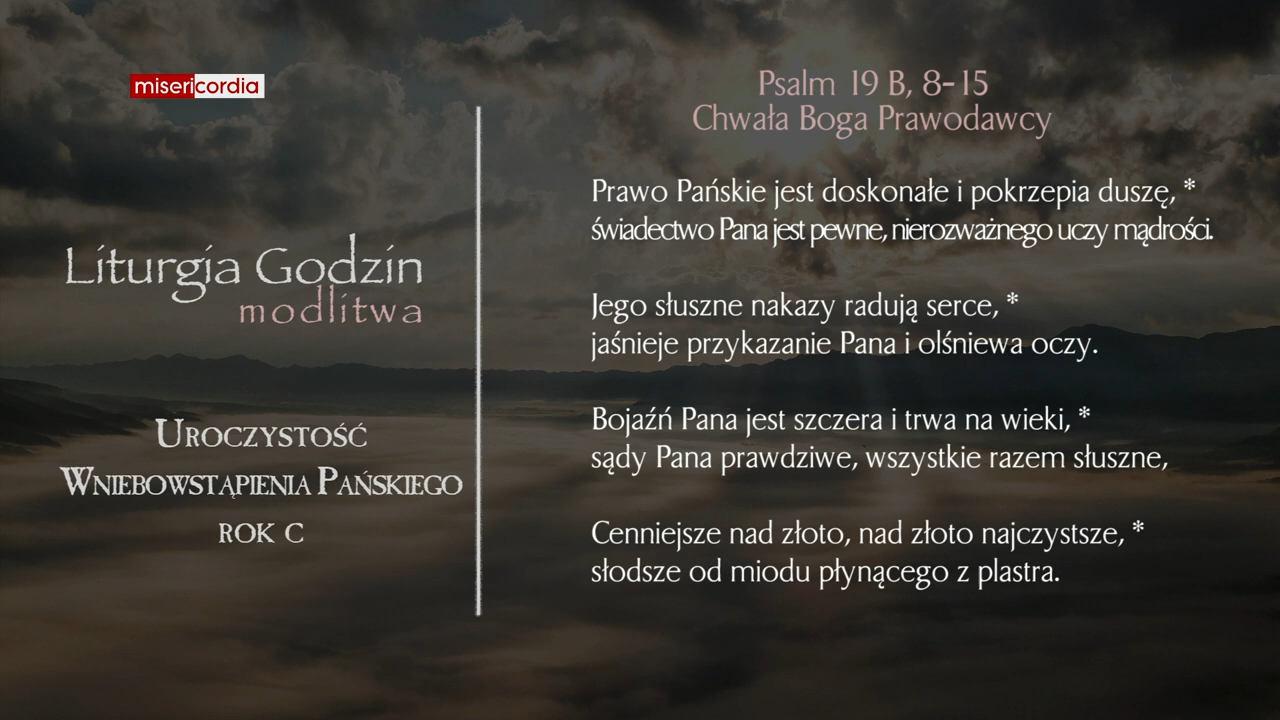 misericordia
Liturgia Godzin
modlitwa
Uroczystość
Wniebowstąpienia Pańskiego
rok C
Psalm 19 B, 8-15
Chwała Boga Prawodawcy
Prawo Pańskie jest doskonałe i pokrzepia duszę, *
świadectwo Pana jest pewne, nierozważnego uczy mądrości.
Jego słuszne nakazy radują serce, *
jaśnieje przykazanie Pana i olśniewa oczy.
Bojaźń Pana jest szczera i trwa na wieki, *
sądy Pana prawdziwe, wszystkie razem słuszne,
Cenniejsze nad złoto, nad złoto najczystsze, *
słodsze od miodu płynącego z plastra.